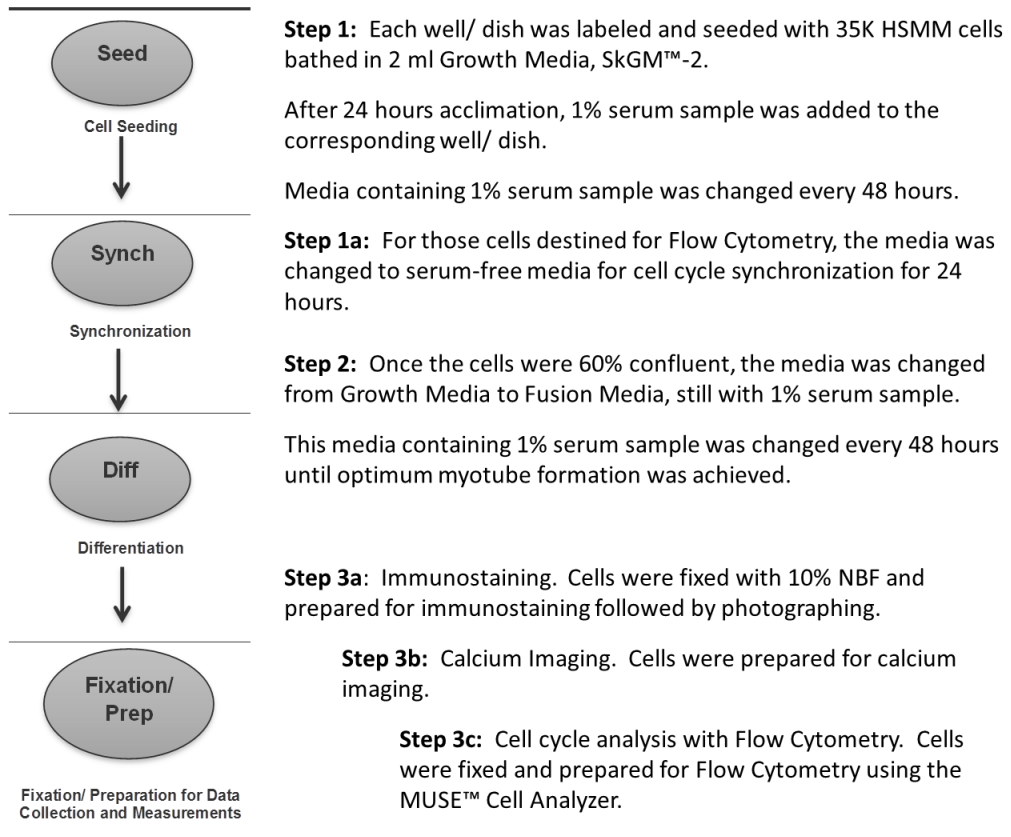 Seed
Cell Seeding
Step 1:  Each well/ dish was labeled and seeded with 35K HSMM cells
bathed in 2 ml Growth Media, SkGM™-2.
After 24 hours acclimation, 1% serum sample was added to the
corresponding well/ dish.
Media containing 1% serum sample was changed every 48 hours.
Synch
Synchronization
Step 1a:  For those cells destined for Flow Cytometry, the media was
changed to serum-free media for cell cycle synchronization for 24
hours.
Step 2:  Once the cells were 60% confluent, the media was changed
from Growth Media to Fusion Media, still with 1% serum sample.
This media containing 1% serum sample was changed every 48 hours
until optimum myotube formation was achieved.
Diff
Differentiation
Step 3a:  Immunostaining.  Cells were fixed with 10% NBF and
prepared for immunostaining followed by photographing.
Step 3b:  Calcium Imaging.  Cells were prepared for calcium
imaging.
Step 3c:  Cell cycle analysis with Flow Cytometry.  Cells
were fixed and prepared for Flow Cytometry using the
MUSE™ Cell Analyzer.
Fixation/
Prep
Fixation/ Preparation for Data
Collection and Measurements